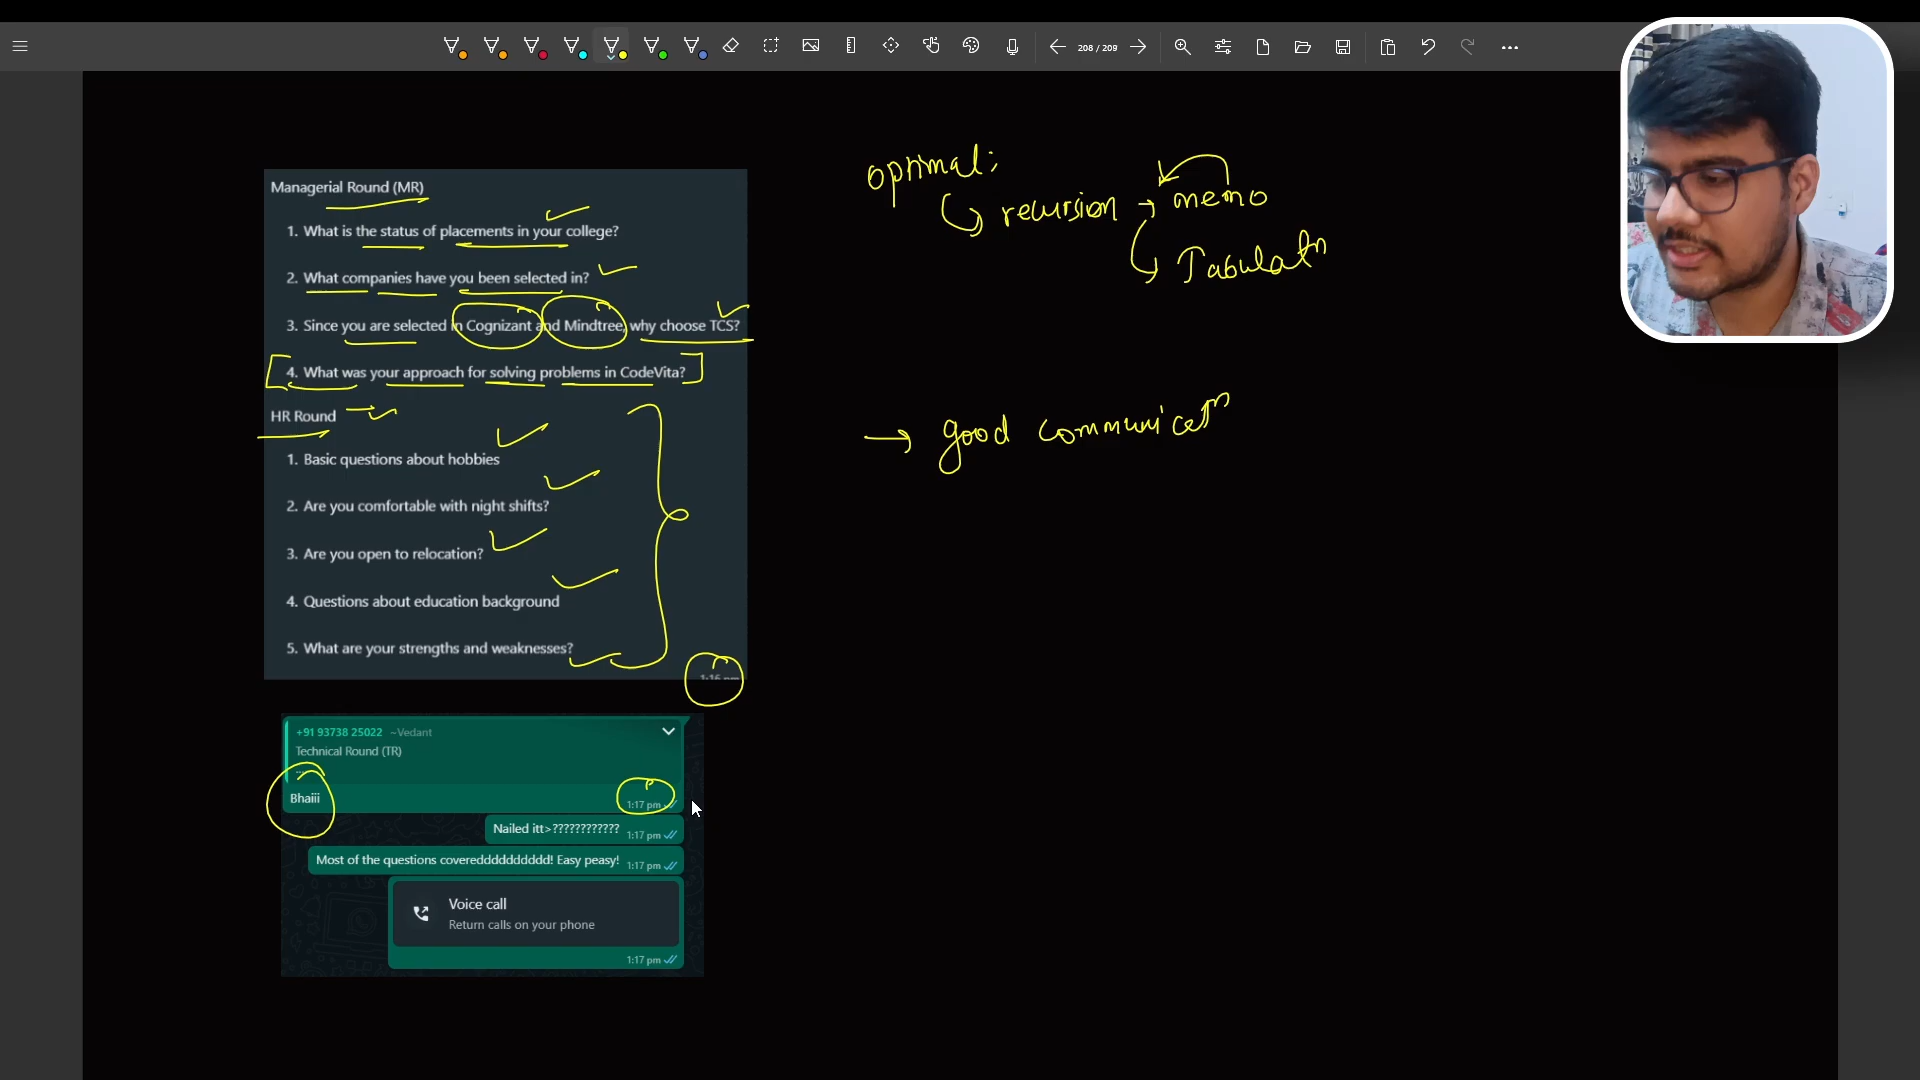 208 / 209
Managerial Round (MR)
1. What is the status of placements in your college?
2. What companies have you been selected in?
3. Since you are selected in Cognizant and Mindtree, why choose TCS?
4. What was your approach for solving problems in CodeVita?
HR Round
1. Basic questions about hobbies
2. Are you comfortable with night shifts?
3. Are you open to relocation?
4. Questions about education background
5. What are your strengths and weaknesses?
1:16 pm
+91 93738 25022 ~Vedant
Technical Round (TR)
...
Bhaiii
1:17 pm
Nailed itt>????????????
1:17 pm
Most of the questions coveredddddddddd! Easy peasy!
1:17 pm
Voice call
Return calls on your phone
1:17 pm
optimal:
recursion → memo
Tabulatn
→ good communicatn